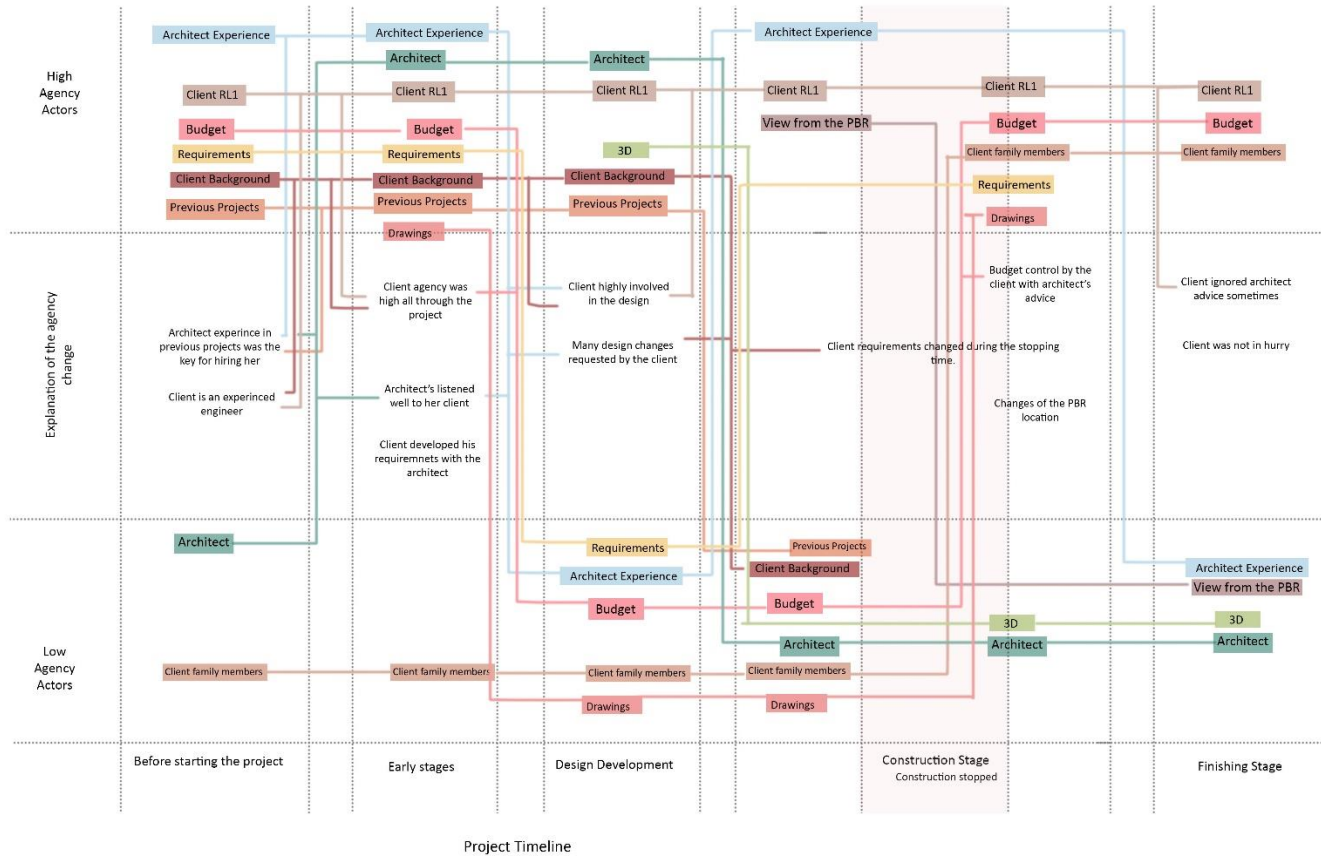 High
Agency
Actors
Architect Experience
Architect Experience
Architect Experience
Architect
Architect
Client RL1
Client RL1
Client RL1
Client RL1
Client RL1
Client RL1
Budget
Budget
View from the PBR
Budget
Budget
Requirements
Requirements
3D
Client family members
Client family members
Client Background
Client Background
Client Background
Requirements
Previous Projects
Previous Projects
Previous Projects
Drawings
Drawings
Explanation of the agency
change
Architect experince in
previous projects was the
key for hiring her
Client is an experinced
engineer
Client agency was
high all through the
project
Architect's listened
well to her client
Client developed his
requiremnets with the
architect
Client highly involved
in the design
Many design changes
requested by the client
Client requirements changed during the stopping
time.
Budget control by the
client with architect's
advice
Changes of the PBR
location
Client ignored architect
advice sometimes
Client was not in hurry
Low
Agency
Actors
Architect
Requirements
Previous Projects
Architect Experience
Client Background
Architect Experience
View from the PBR
Budget
Budget
3D
3D
Architect
Architect
Architect
Client family members
Client family members
Client family members
Client family members
Drawings
Drawings
Before starting the project
Early stages
Design Development
Construction Stage
Construction stopped
Finishing Stage
Project Timeline